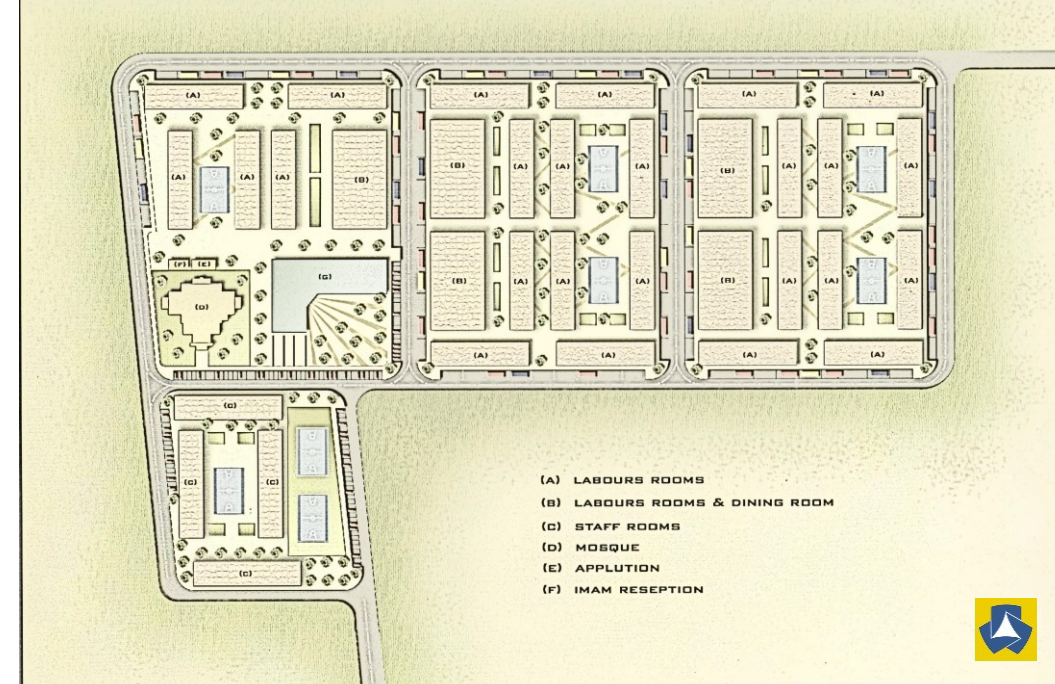 (A) (A) (A) (A) (A) (A)
(A) (A) (A) (B) (B) (A) (A) (A) (B) (A) (A) (A)
(F) (E)
(D) (G) (B) (A) (A) (A) (B) (A) (A) (A)
(A) (A) (A) (A)
(C)
(C) (C)
(C)
(A) LABOURS ROOMS
(B) LABOURS ROOMS & DINING ROOM
(C) STAFF ROOMS
(D) MOSQUE
(E) APPLUTION
(F) IMAM RESEPTION